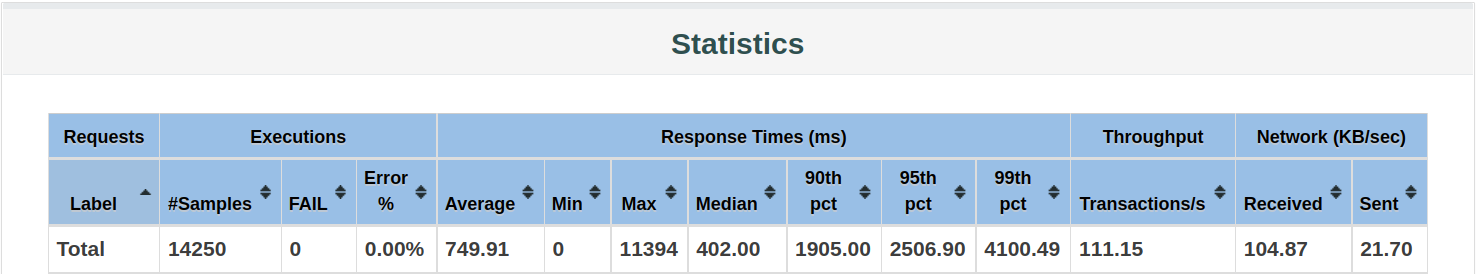 Statistics
Requests Executions Response Times (ms) Throughput Network (KB/sec)
Label #Samples FAIL Error % Average Min Max Median 90th pct 95th pct 99th pct Transactions/s Received Sent
Total 14250 0 0.00% 749.91 0 11394 402.00 1905.00 2506.90 4100.49 111.15 104.87 21.70